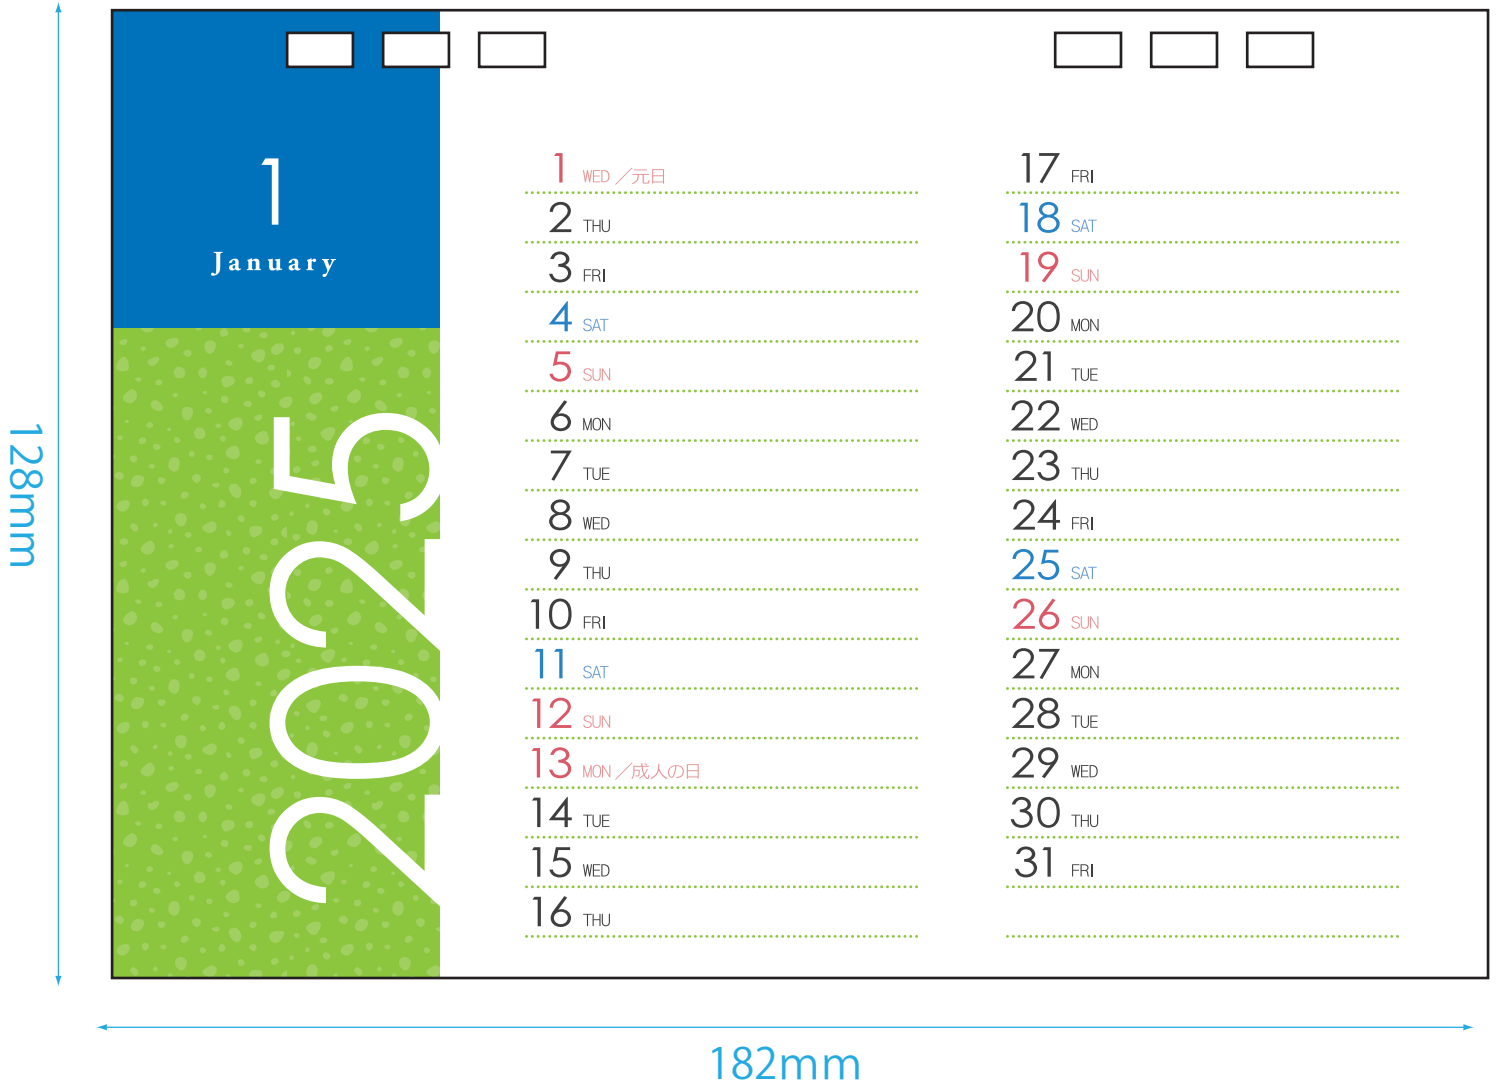 1
January
2025
1 WED ／元日
2 THU
3 FRI
4 SAT
5 SUN
6 MON
7 TUE
8 WED
9 THU
10 FRI
11 SAT
12 SUN
13 MON ／成人の日
14 TUE
15 WED
16 THU
17 FRI
18 SAT
19 SUN
20 MON
21 TUE
22 WED
23 THU
24 FRI
25 SAT
26 SUN
27 MON
28 TUE
29 WED
30 THU
31 FRI
128mm
182mm